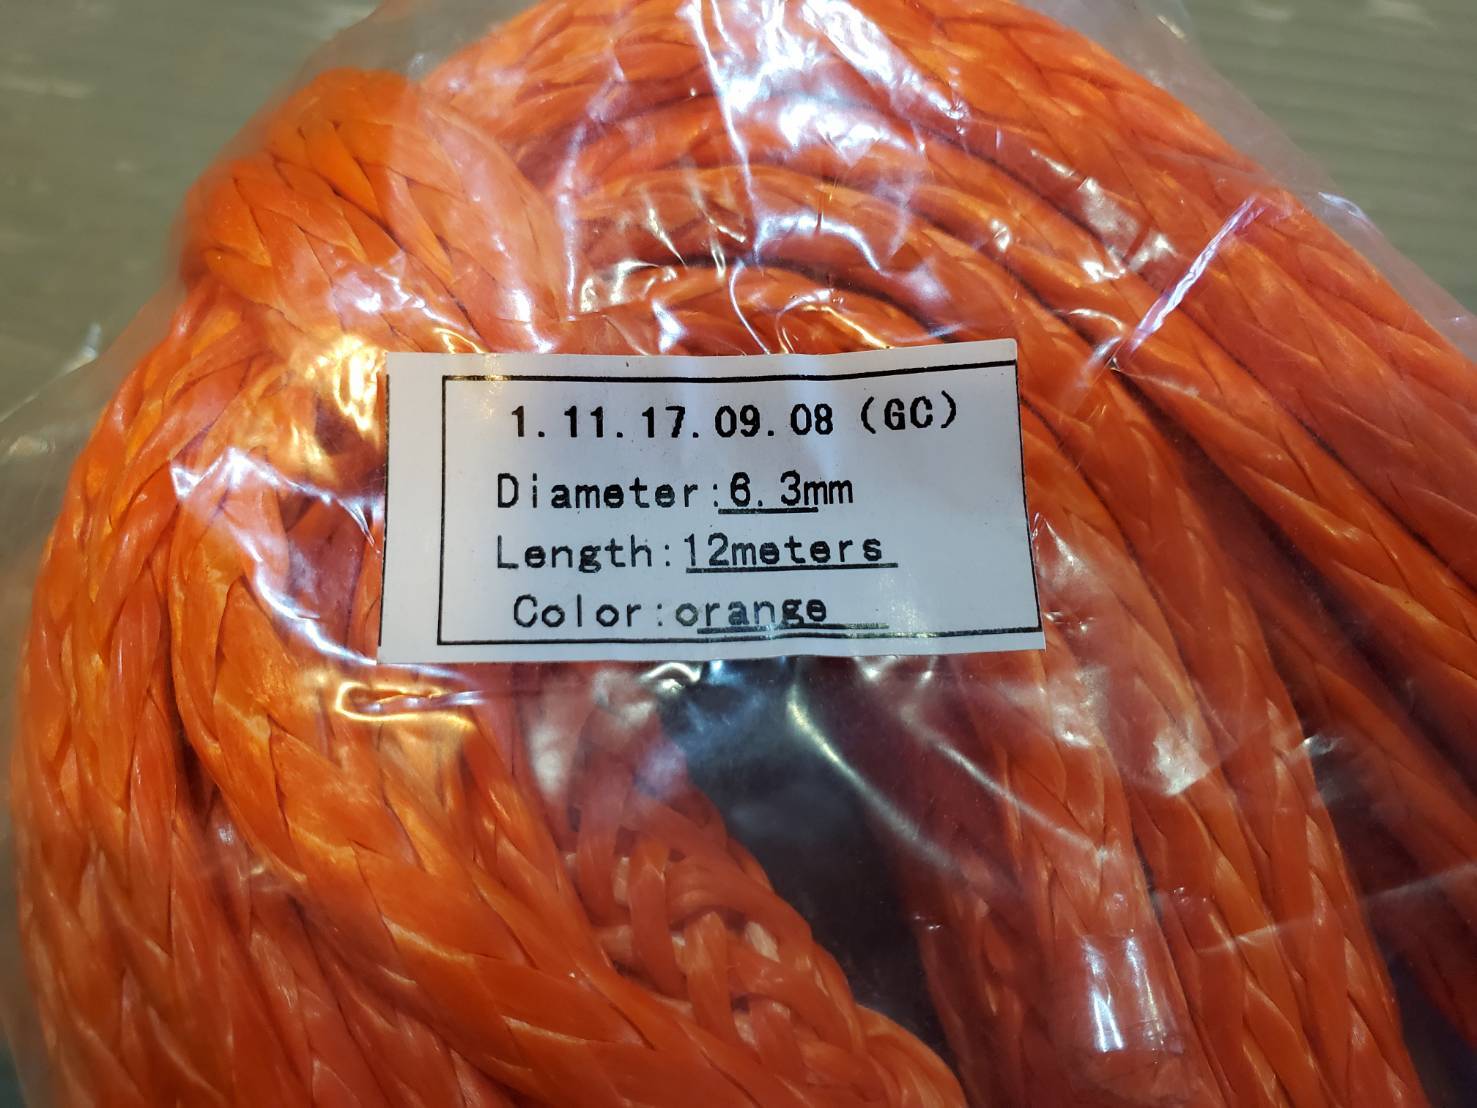 1.11.17.09.08 (GC)
Diameter:6.3mm
Length:12meters
Color:orange